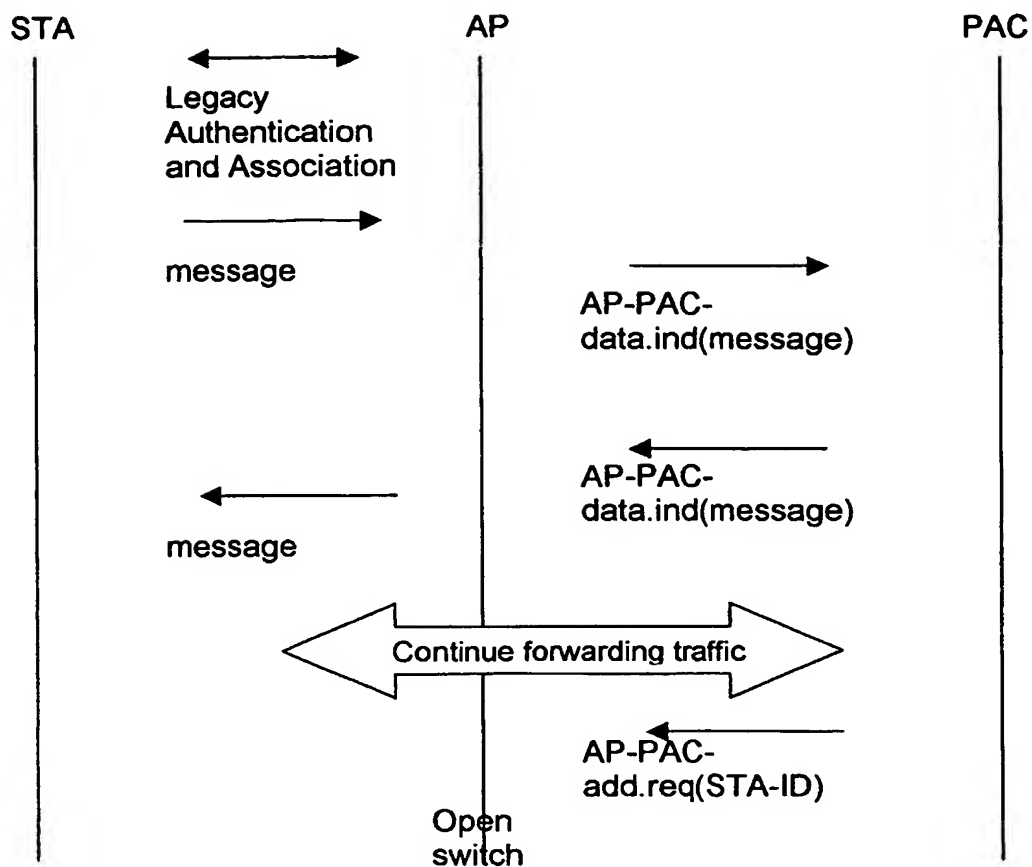 STA AP PAC
Legacy
Authentication
and Association
message
AP-PAC-
data.ind(message)
AP-PAC-
data.ind(message)
message
Continue forwarding traffic
AP-PAC-
add.req(STA-ID)
Open
switch